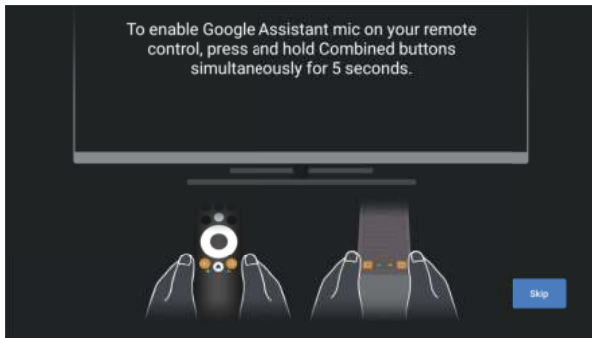 To enable Google Assistant mic on your remote
control, press and hold Combined buttons
simultaneously for 5 seconds.
Skip